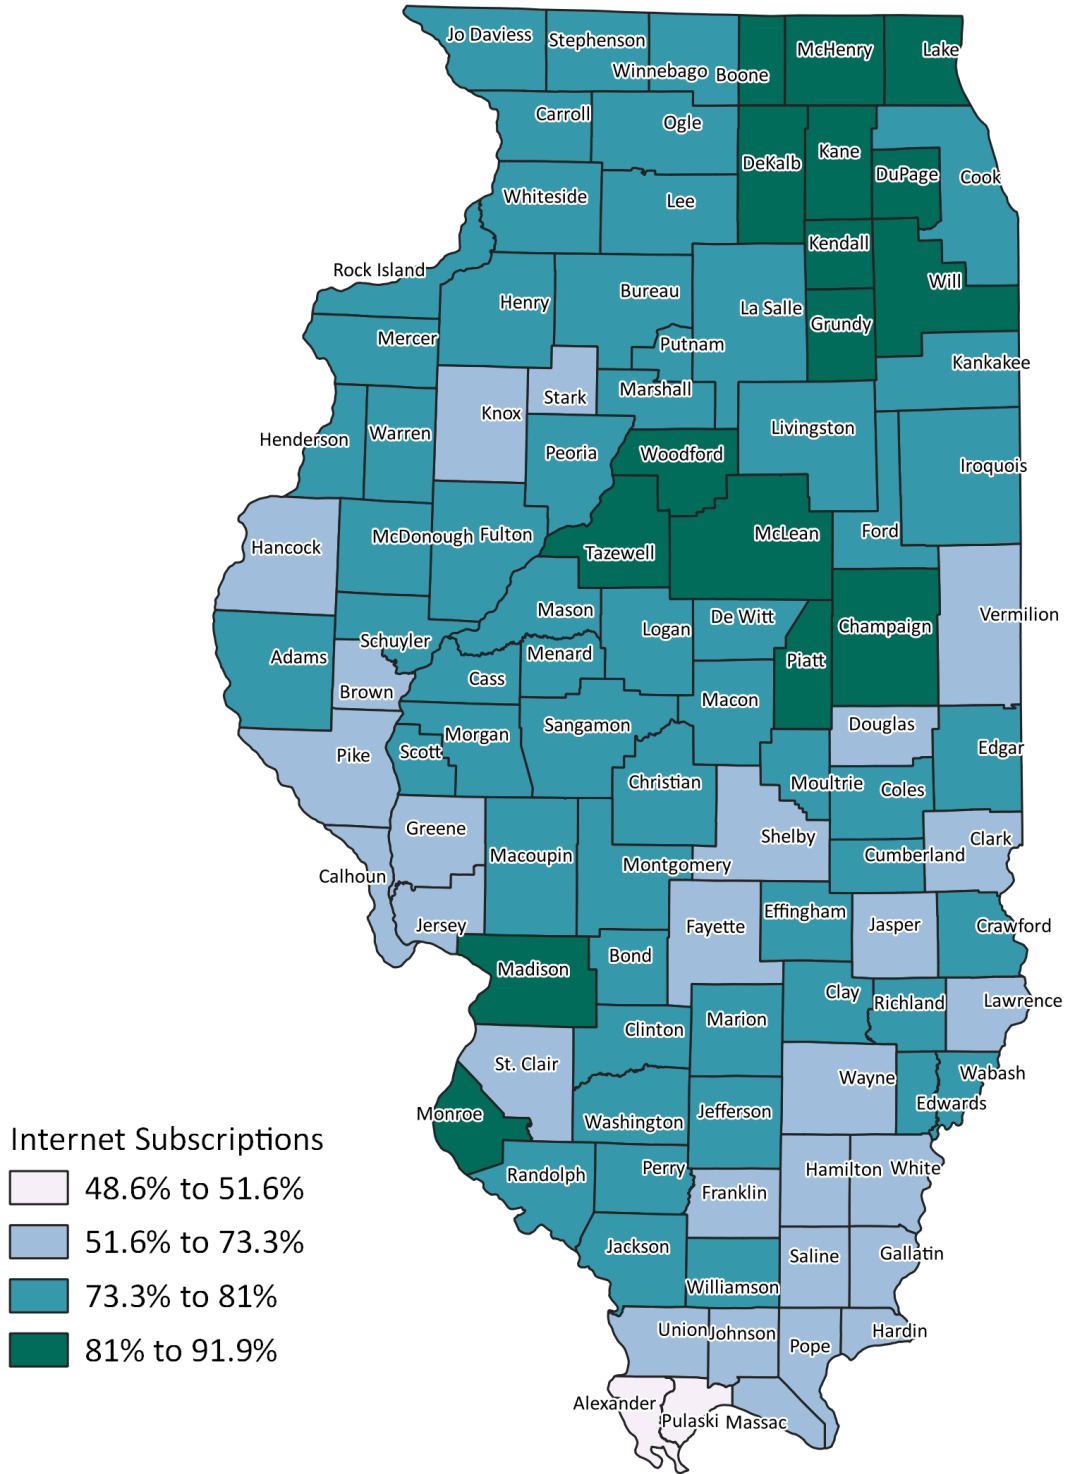 Jo Daviess
Stephenson
Winnebago
Boone
McHenry
Lake
Carroll
Ogle
DeKalb
Kane
DuPage
Cook
Whiteside
Lee
Kendall
Rock Island
Henry
Bureau
La Salle
Will
Grundy
Mercer
Putnam
Kankakee
Stark
Marshall
Knox
Henderson
Warren
Peoria
Woodford
Livingston
Iroquois
Hancock
McDonough
Fulton
Tazewell
McLean
Ford
Mason
Logan
De Witt
Champaign
Vermilion
Schuyler
Menard
Piatt
Adams
Brown
Cass
Macon
Douglas
Pike
Scott
Morgan
Sangamon
Edgar
Christian
Moultrie
Coles
Greene
Macoupin
Montgomery
Shelby
Cumberland
Clark
Calhoun
Jersey
Fayette
Effingham
Jasper
Crawford
Madison
Bond
Clay
Richland
Lawrence
St. Clair
Clinton
Marion
Wayne
Wabash
Edwards
Monroe
Washington
Jefferson
Randolph
Perry
Franklin
Hamilton
White
Jackson
Williamson
Saline
Gallatin
Union
Johnson
Pope
Hardin
Alexander
Pulaski
Massac
Internet Subscriptions
48.6% to 51.6%
51.6% to 73.3%
73.3% to 81%
81% to 91.9%